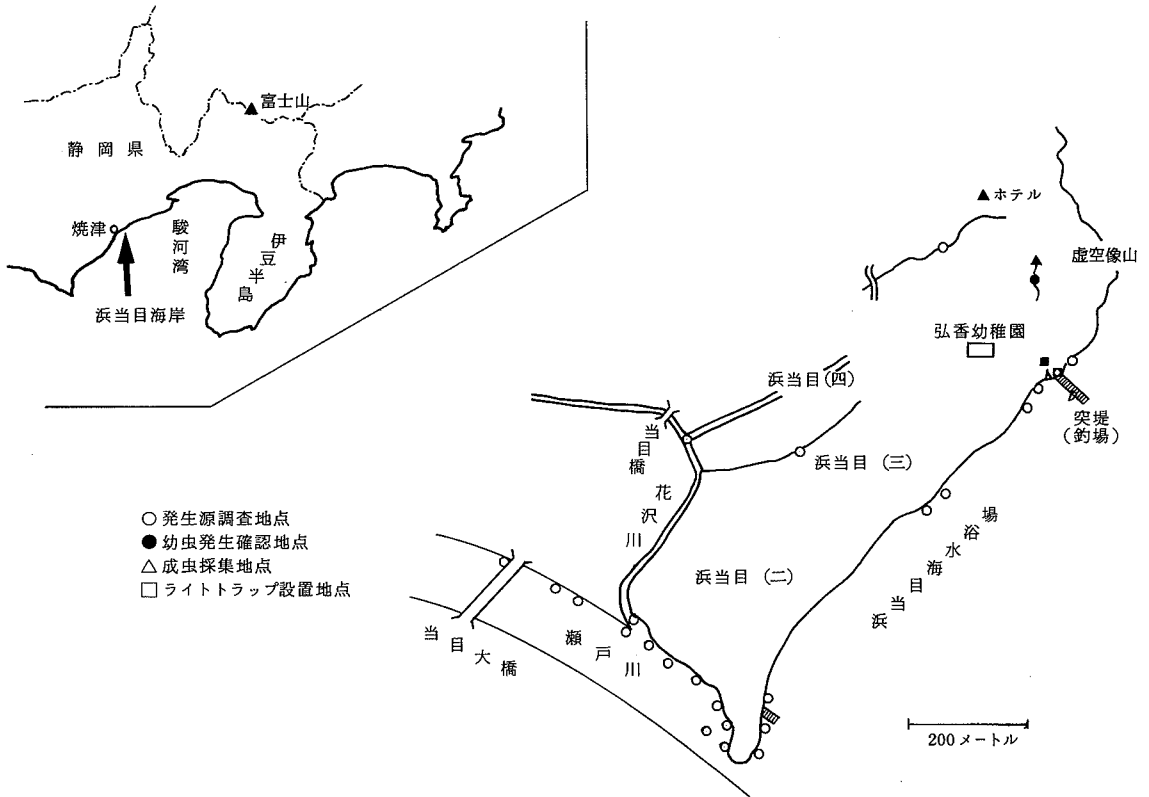 富士山
静岡県
焼津
駿河湾
伊豆半島
浜当目海岸
ホテル
虚空像山
弘香幼稚園
突堤
(釣場)
浜当目(四)
当目橋
浜当目(三)
花沢川
浜当目(二)
浜当目海水浴場
○発生源調査地点
●幼虫発生確認地点
△成虫採集地点
□ライトトラップ設置地点
当目大橋
瀬戸川
200メートル